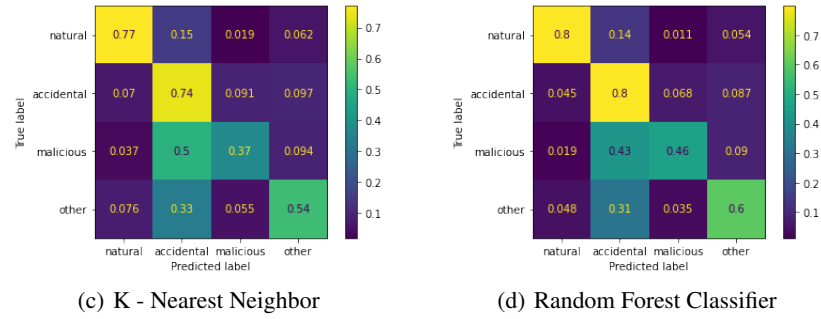 natural 0.77 0.15 0.019 0.062
accidental 0.07 0.74 0.091 0.097
malicious 0.037 0.5 0.37 0.094
other 0.076 0.33 0.055 0.54
natural accidental malicious other
Predicted label
True label
0.7
0.6
0.5
0.4
0.3
0.2
0.1
(c) K - Nearest Neighbor
natural 0.8 0.14 0.011 0.054
accidental 0.045 0.8 0.068 0.087
malicious 0.019 0.43 0.46 0.09
other 0.048 0.31 0.035 0.6
natural accidental malicious other
Predicted label
True label
0.7
0.6
0.5
0.4
0.3
0.2
0.1
(d) Random Forest Classifier